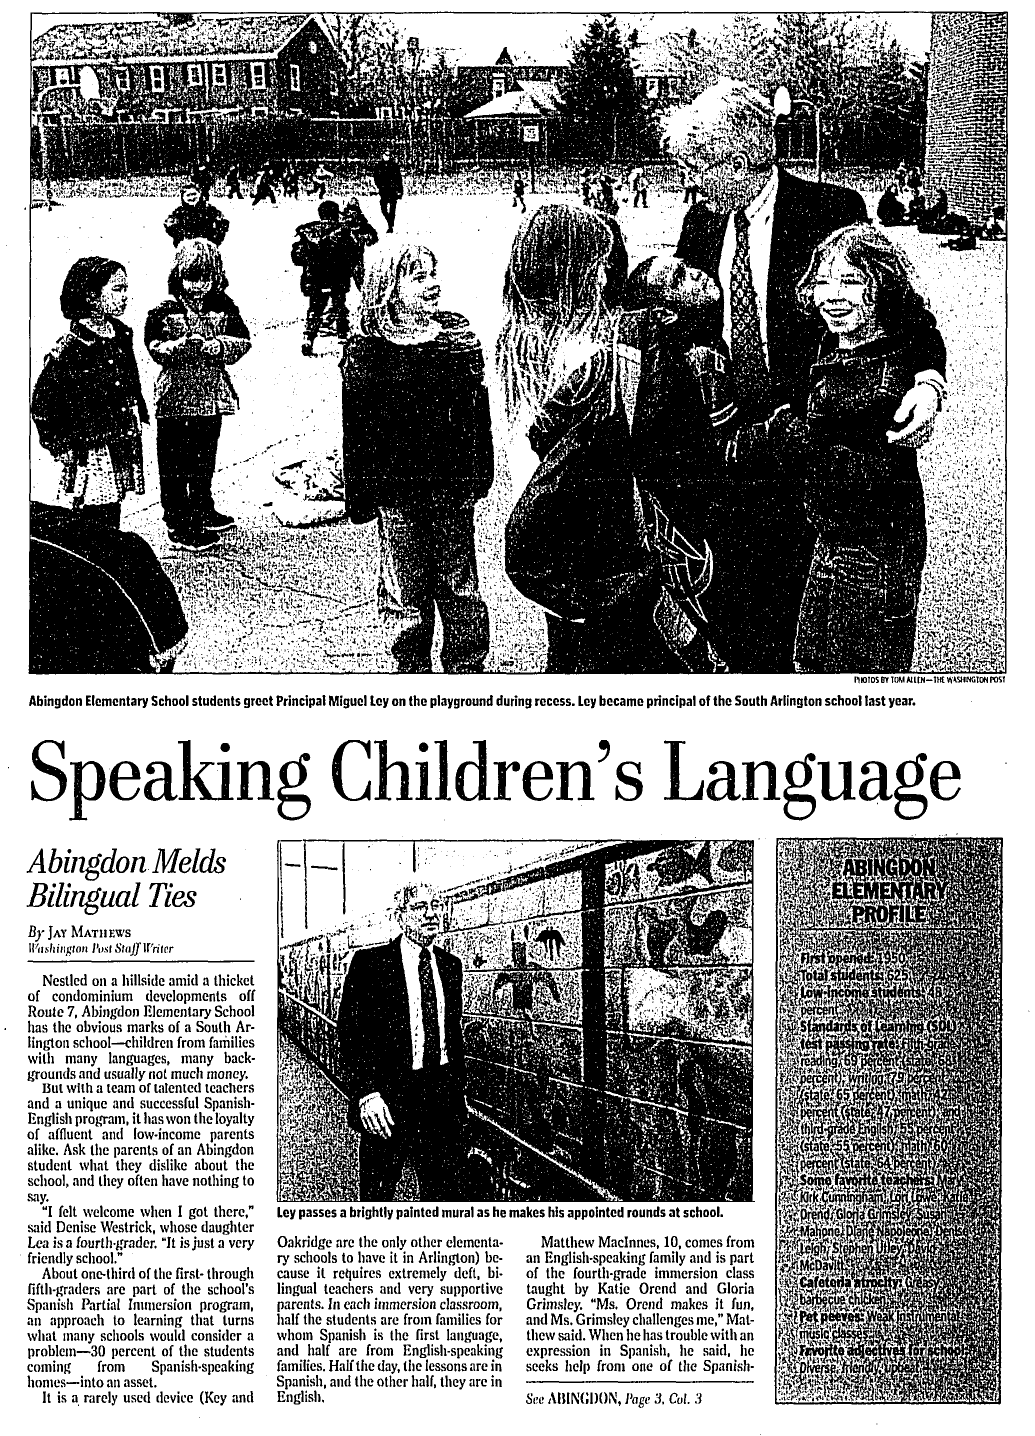 PHOTOS BY TOM ALLEN—THE WASHINGTON POST
Abingdon Elementary School students greet Principal Miguel Ley on the playground during recess. Ley became principal of the South Arlington school last year.
Speaking Children's Language
Abingdon Melds
Bilingual Ties
By JAY MATHEWS
Washington Post Staff Writer
Nestled on a hillside amid a thicket
of condominium developments off
Route 7, Abingdon Elementary School
has the obvious marks of a South Ar-
lington school—children from families
with many languages, many back-
grounds and usually not much money.
But with a team of talented teachers
and a unique and successful Spanish-
English program, it has won the loyalty
of affluent and low-income parents
alike. Ask the parents of an Abingdon
student what they dislike about the
school, and they often have nothing to
say.
"I felt welcome when I got there,"
said Denise Westrick, whose daughter
Lea is a fourth-grader. "It is just a very
friendly school."
About one-third of the first- through
fifth-graders are part of the school's
Spanish Partial Immersion program,
an approach to learning that turns
what many schools would consider a
problem—30 percent of the students
coming from Spanish-speaking
homes—into an asset.
It is a rarely used device (Key and
Ley passes a brightly painted mural as he makes his appointed rounds at school.
Oakridge are the only other elementa-
ry schools to have it in Arlington) be-
cause it requires extremely deft, bi-
lingual teachers and very supportive
parents. In each immersion classroom,
half the students are from families for
whom Spanish is the first language,
and half are from English-speaking
families. Half the day, the lessons are in
Spanish, and the other half, they are in
English.
Matthew MacInnes, 10, comes from
an English-speaking family and is part
of the fourth-grade immersion class
taught by Katie Orend and Gloria
Grimsley. "Ms. Orend makes it fun,
and Ms. Grimsley challenges me," Mat-
thew said. When he has trouble with an
expression in Spanish, he said, he
seeks help from one of the Spanish-
See ABINGDON, Page 3, Col. 3
ABINGDON
ELEMENTARY
PROFILE
First opened: 1950
Total students: 625
Low-income students:
percent
Standards of Learning (SOL)
test passing rate: Fifth-grade
reading, 69 percent (state: 68
percent); writing, 79 percent
(state: 65 percent); math, 42
percent (state: 47 percent); and
third-grade English, 55 percent
(state: 55 percent); math, 60
percent (state: 64 percent)
Some favorite teachers: Mary
Kirk Cunningham, Lori Lowe, Katie
Orend, Gloria Grimsley, Susan
Mahone, Diane Napoleone, Denise
Leigh, Stephen Utley, David
McDavitt
Cafeteria atrocity: Greasy
barbecue chicken
Pet peeves: Weak instrumental
music classes
Favorite adjectives for school:
Diverse, friendly, upbeat